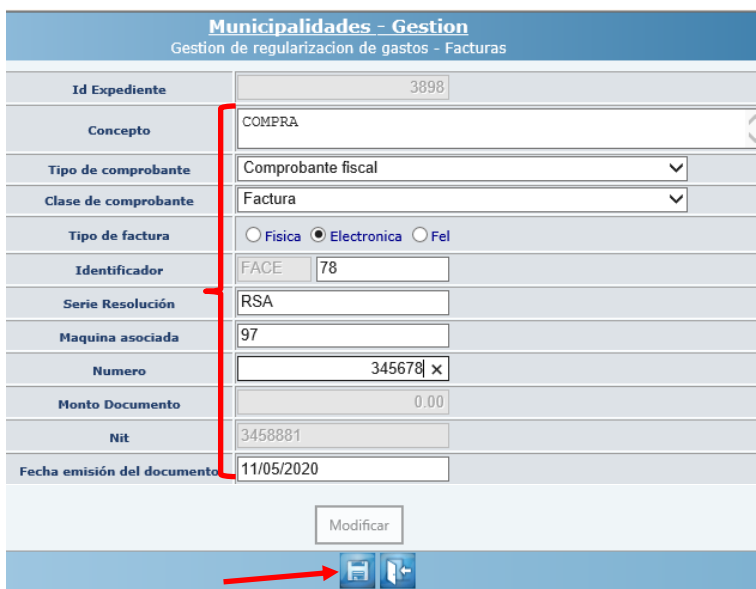 Municipalidades - Gestion
Gestion de regularizacion de gastos - Facturas
Id Expediente 3898
Concepto COMPRA
Tipo de comprobante Comprobante fiscal
Clase de comprobante Factura
Tipo de factura Fisica Electronica Fel
Identificador FACE 78
Serie Resolución RSA
Maquina asociada 97
Numero 345678
Monto Documento 0.00
Nit 3458881
Fecha emisión del documento 11/05/2020
Modificar